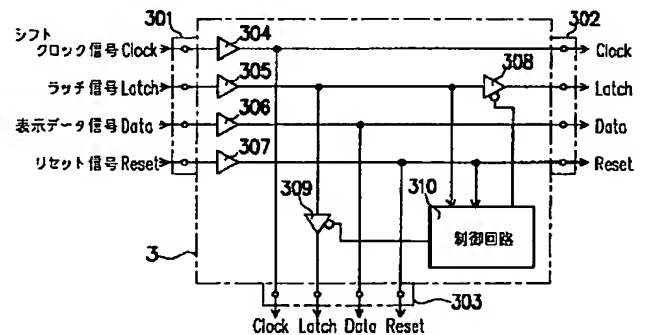 301
302
304
シフト
クロック信号 Clock
Clock
305
308
ラッチ信号 Latch
Latch
306
表示データ信号 Data
Data
307
リセット信号 Reset
Reset
309
310
制御回路
3
303
Clock Latch Data Reset